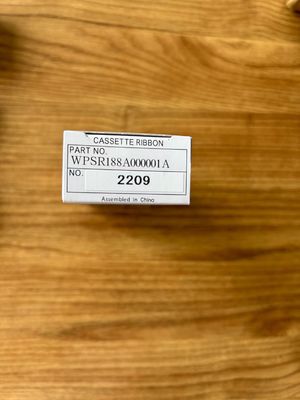 CASSETTE RIBBON
PART NO.
WPSR188A000001A
NO. 2209
Assembled in China